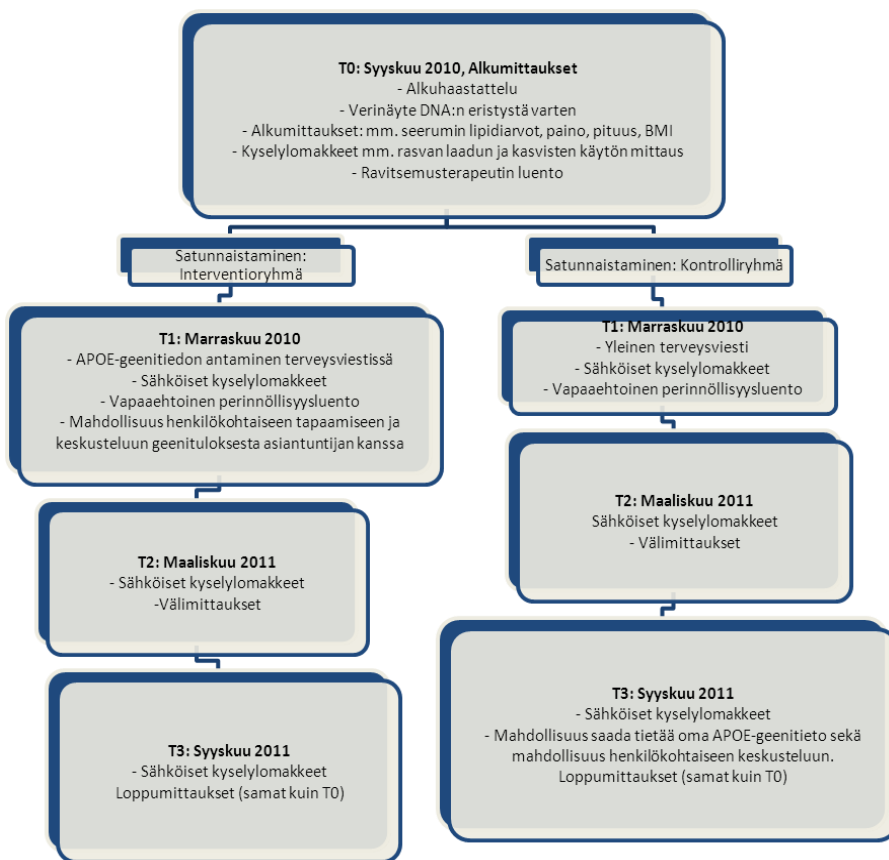 T0: Syyskuu 2010, Alkumittaukset
- Alkuhaastattelu
- Verinäyte DNA:n eristystä varten
- Alkumittaukset: mm. seerumin lipidiarvot, paino, pituus, BMI
- Kyselylomakkeet mm. rasvan laadun ja kasvisten käytön mittaus
- Ravitsemusterapeutin luento
Satunnaistaminen:
Interventioryhmä
Satunnaistaminen: Kontrolliryhmä
T1: Marraskuu 2010
- APOE-geenitiedon antaminen terveysviestissä
- Sähköiset kyselylomakkeet
- Vapaaehtoinen perinnöllisyysluento
- Mahdollisuus henkilökohtaiseen tapaamiseen ja
keskusteluun geenituloksesta asiantuntijan kanssa
T1: Marraskuu 2010
- Yleinen terveysviesti
- Sähköiset kyselylomakkeet
- Vapaaehtoinen perinnöllisyysluento
T2: Maaliskuu 2011
- Sähköiset kyselylomakkeet
-Välimittaukset
T2: Maaliskuu 2011
Sähköiset kyselylomakkeet
- Välimittaukset
T3: Syyskuu 2011
- Sähköiset kyselylomakkeet
Loppumittaukset (samat kuin T0)
T3: Syyskuu 2011
- Sähköiset kyselylomakkeet
- Mahdollisuus saada tietää oma APOE-geenitieto sekä
mahdollisuus henkilökohtaiseen keskusteluun.
Loppumittaukset (samat kuin T0)